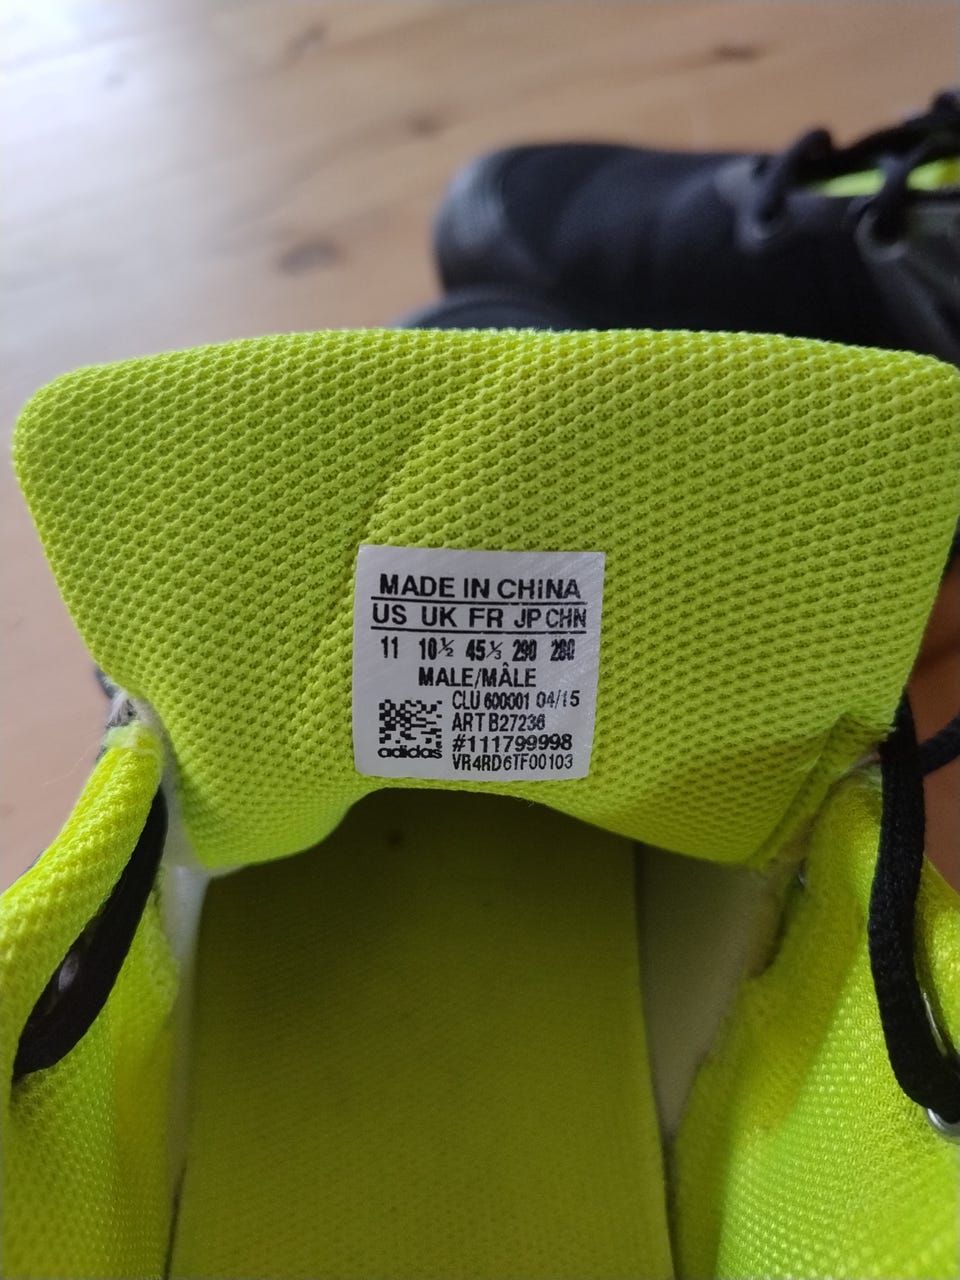 MADE IN CHINA
US UK FR JP CHN
11 10½ 45⅓ 290 280
MALE/MÂLE
CLU 600001 04/15
ART B27236
#111799998
VR4RD6TF00103
adidas